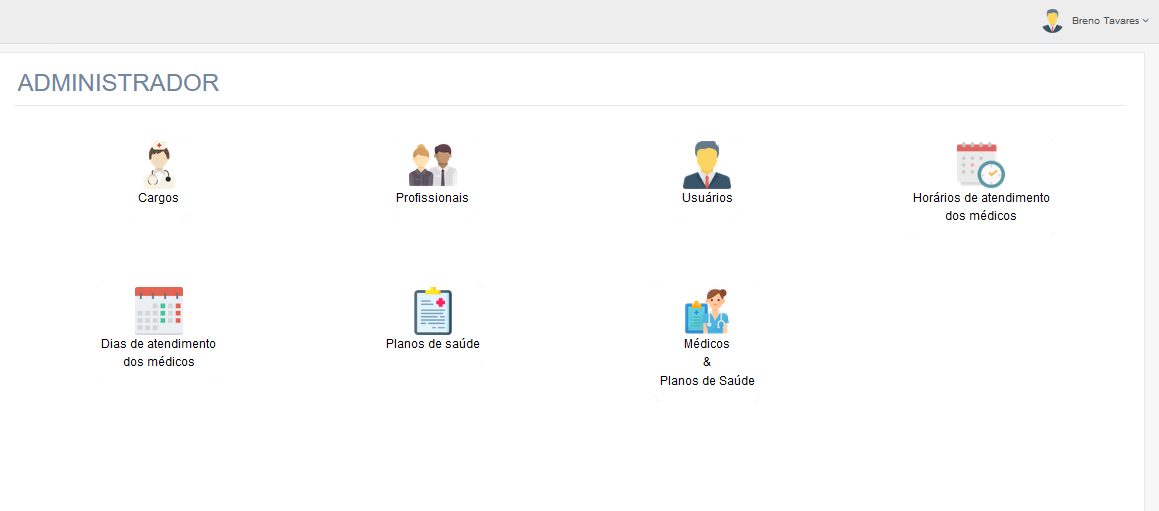 Breno Tavares
ADMINISTRADOR
Cargos
Profissionais
Usuários
Horários de atendimento
dos médicos
Dias de atendimento
dos médicos
Planos de saúde
Médicos
&
Planos de Saúde